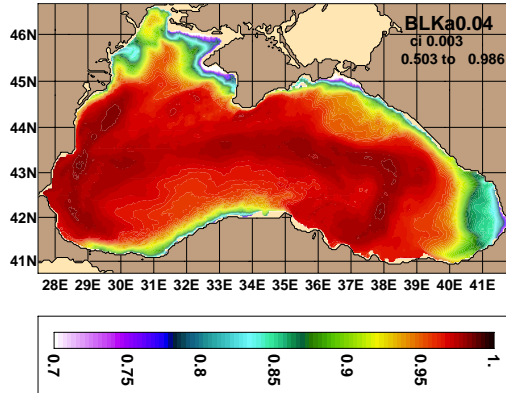 BLKa0.04
ci 0.003
0.503 to 0.986
46N
45N
44N
43N
42N
41N
28E 29E 30E 31E 32E 33E 34E 35E 36E 37E 38E 39E 40E 41E
0.7 0.75 0.8 0.85 0.9 0.95 1.